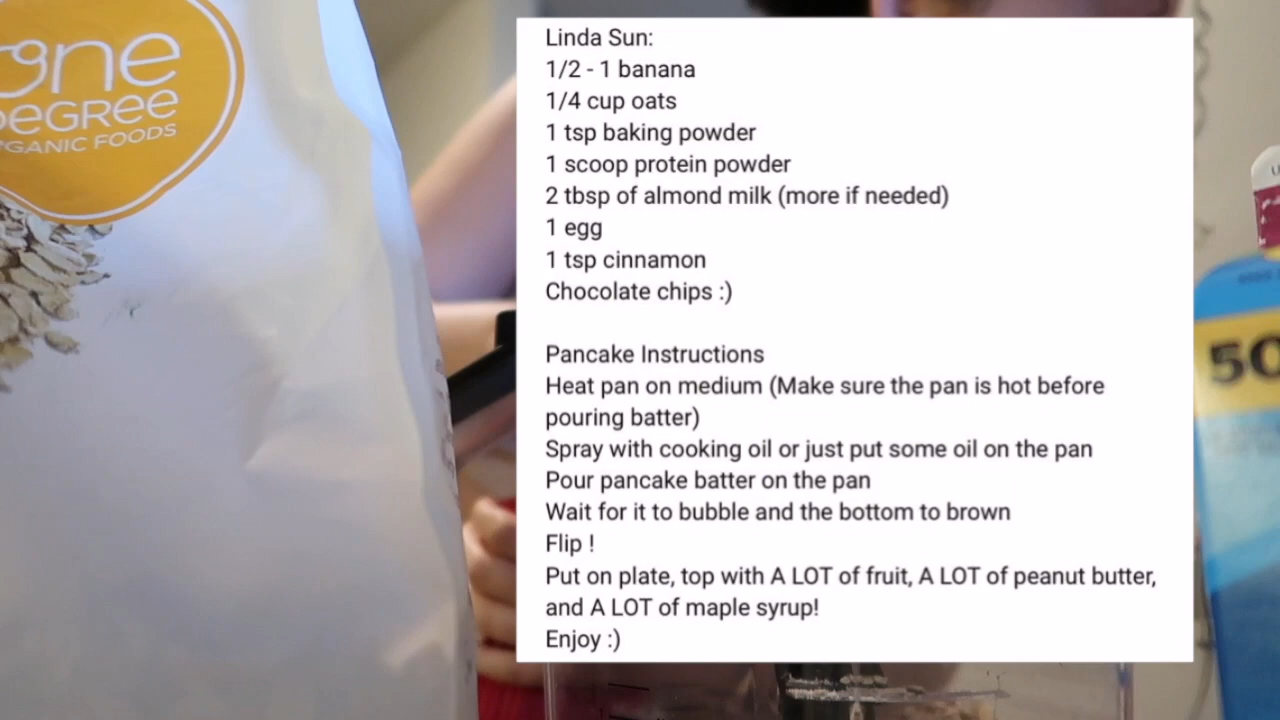 one
DEGREE
ORGANIC FOODS
Linda Sun:
1/2 - 1 banana
1/4 cup oats
1 tsp baking powder
1 scoop protein powder
2 tbsp of almond milk (more if needed)
1 egg
1 tsp cinnamon
Chocolate chips :)
Pancake Instructions
Heat pan on medium (Make sure the pan is hot before
pouring batter)
Spray with cooking oil or just put some oil on the pan
Pour pancake batter on the pan
Wait for it to bubble and the bottom to brown
Flip !
Put on plate, top with A LOT of fruit, A LOT of peanut butter,
and A LOT of maple syrup!
Enjoy :)
50